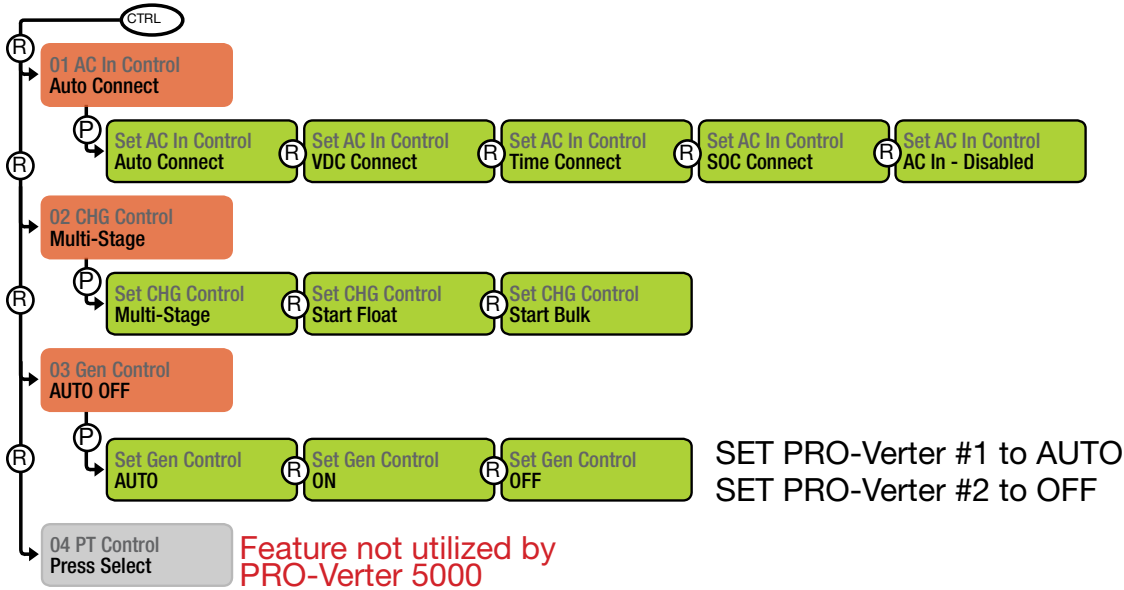 CTRL
R
01 AC In Control
Auto Connect
P
Set AC In Control
Auto Connect
R
Set AC In Control
VDC Connect
R
Set AC In Control
Time Connect
R
Set AC In Control
SOC Connect
R
Set AC In Control
AC In - Disabled
R
02 CHG Control
Multi-Stage
P
Set CHG Control
Multi-Stage
R
Set CHG Control
Start Float
R
Set CHG Control
Start Bulk
R
03 Gen Control
AUTO OFF
P
Set Gen Control
AUTO
R
Set Gen Control
ON
R
Set Gen Control
OFF
SET PRO-Verter #1 to AUTO
SET PRO-Verter #2 to OFF
R
04 PT Control
Press Select
Feature not utilized by
PRO-Verter 5000